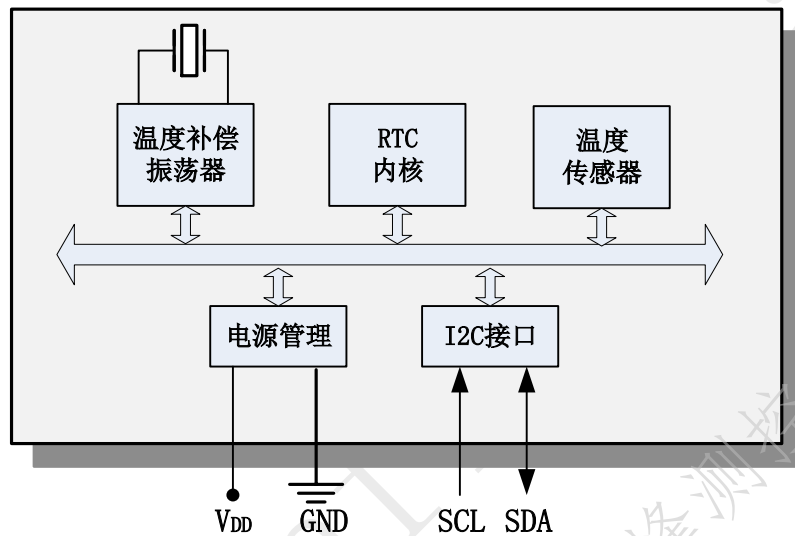 温度补偿
振荡器
RTC
内核
温度
传感器
电源管理
I2C接口
VDD
GND
SCL
SDA